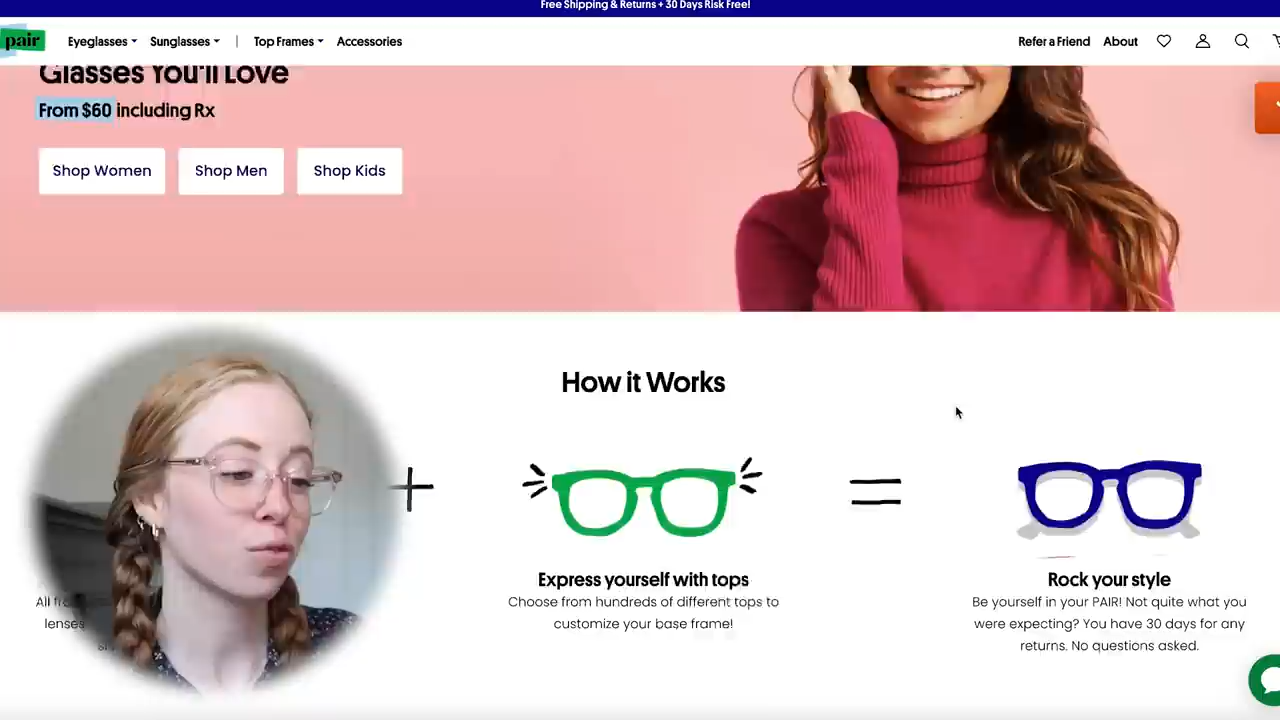 Free Shipping & Returns + 30 Days Risk Free!
pair
Eyeglasses
Sunglasses
Top Frames
Accessories
Refer a Friend
About
Glasses You'll Love
From $60 including Rx
Shop Women
Shop Men
Shop Kids
How it Works
Express yourself with tops
Choose from hundreds of different tops to
customize your base frame!
Rock your style
Be yourself in your PAIR! Not quite what you
were expecting? You have 30 days for any
returns. No questions asked.
All
lenses